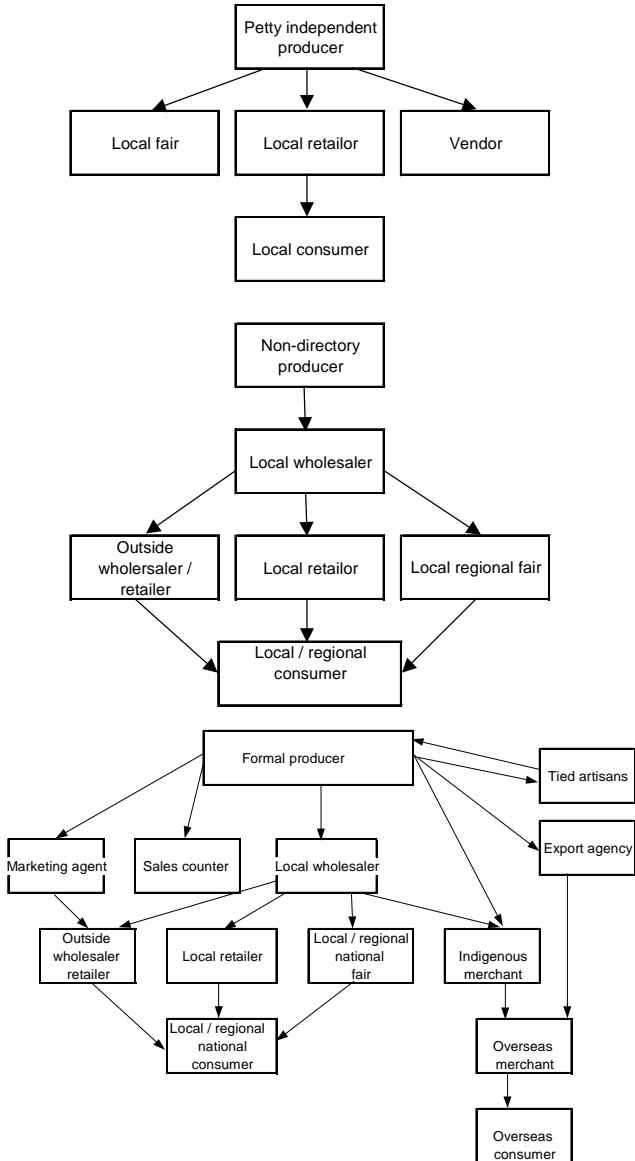 Petty independent
producer
Local fair
Local retailor
Vendor
Local consumer
Non-directory
producer
Local wholesaler
Outside
wholersaler /
retailer
Local retailor
Local regional fair
Local / regional
consumer
Formal producer
Tied artisans
Marketing agent
Sales counter
Local wholesaler
Export agency
Outside
wholesaler
retailer
Local retailer
Local / regional
national
fair
Indigenous
merchant
Local / regional
national
consumer
Overseas
merchant
Overseas
consumer